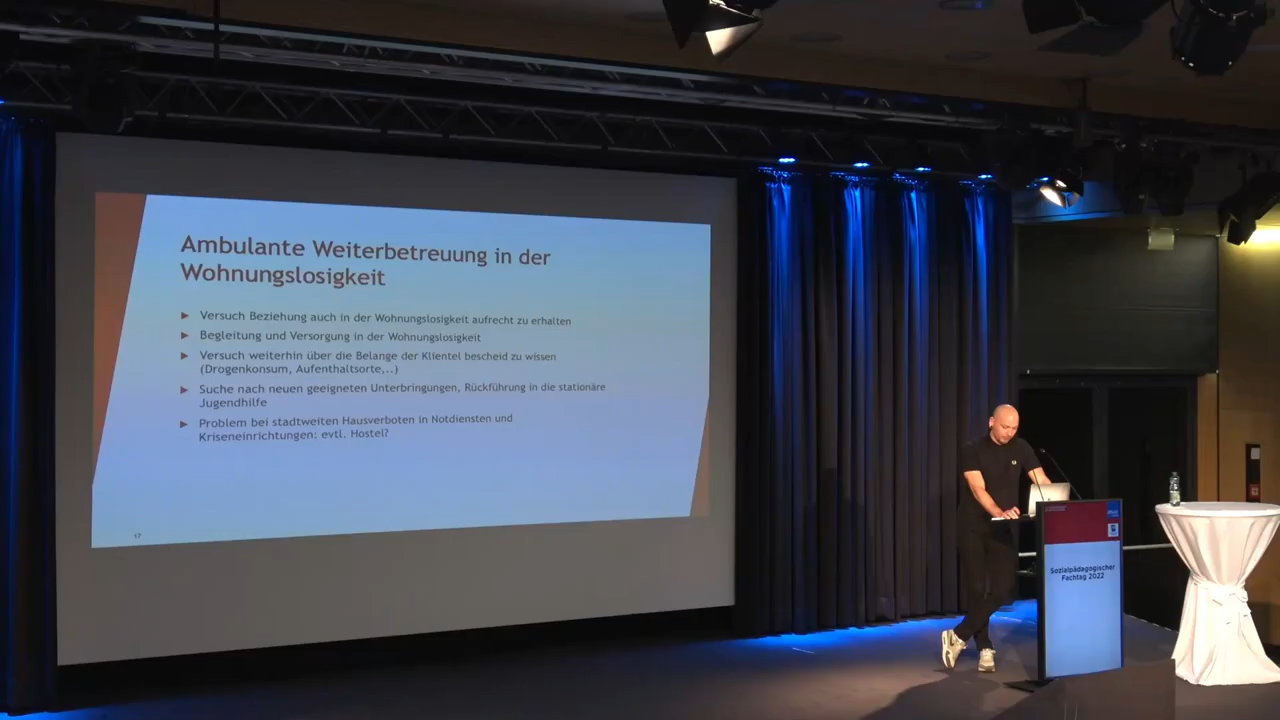 Ambulante Weiterbetreuung in der
Wohnungslosigkeit
Versuch Beziehung auch in der Wohnungslosigkeit aufrecht zu erhalten
Begleitung und Versorgung in der Wohnungslosigkeit
Versuch weiterhin über die Belange der Klientel bescheid zu wissen
(Drogenkonsum, Aufenthaltsorte,..)
Suche nach neuen geeigneten Unterbringungen, Rückführung in die stationäre
Jugendhilfe
Problem bei stadtweiten Hausverboten in Notdiensten und
Kriseneinrichtungen: evtl. Hostel?
17
Sozialpädagogischer
Fachtag 2022